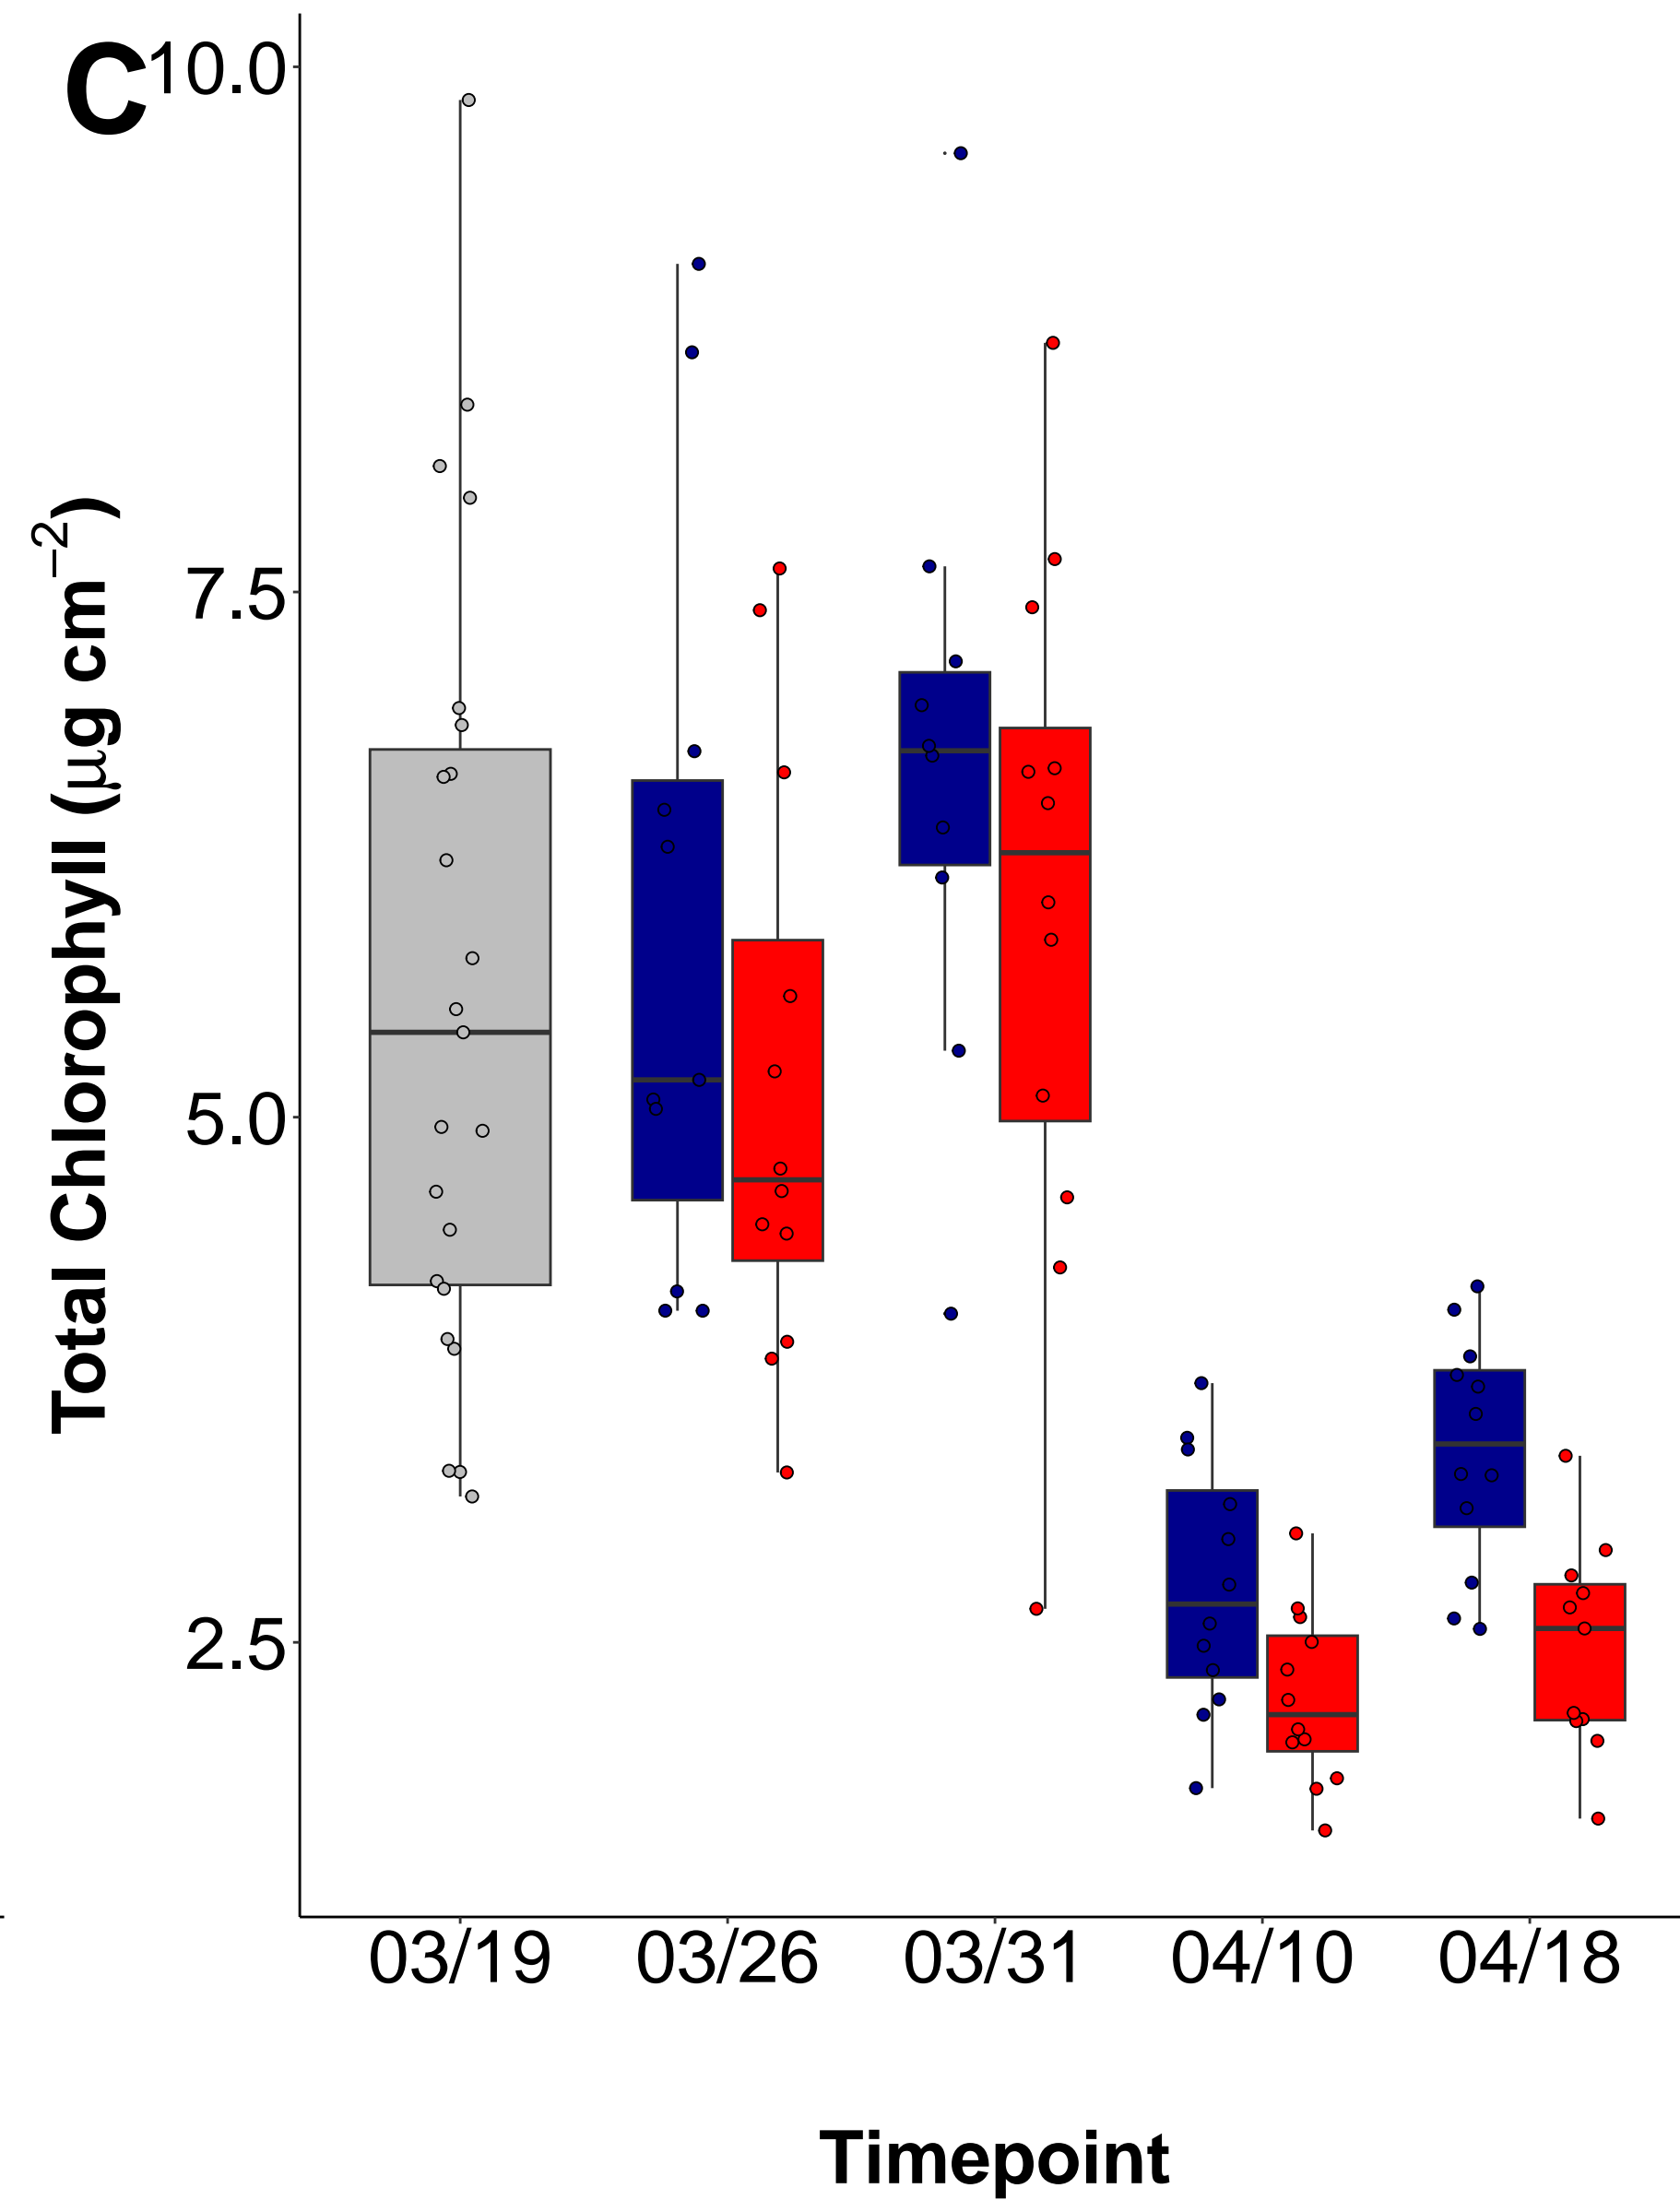 C
10.0
7.5
5.0
2.5
Total Chlorophyll (μg cm⁻²)
03/19 03/26 03/31 04/10 04/18
Timepoint